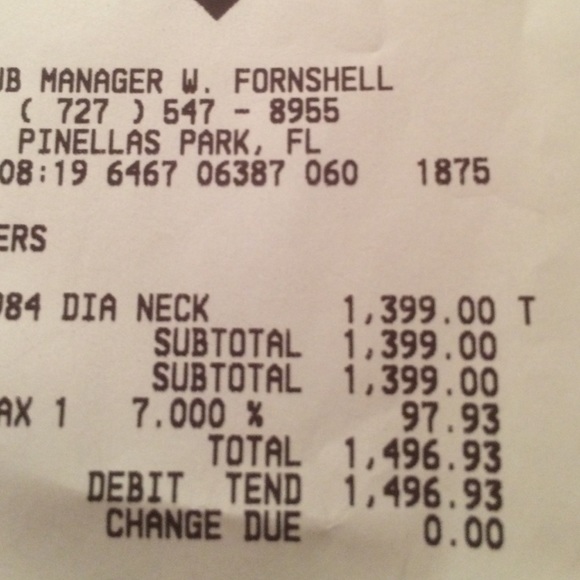 UB MANAGER W. FORNSHELL
( 727 ) 547 - 8955
PINELLAS PARK, FL
08:19 6467 06387 060 1875
ERS
084 DIA NECK 1,399.00 T
SUBTOTAL 1,399.00
SUBTOTAL 1,399.00
AX 1 7.000 % 97.93
TOTAL 1,496.93
DEBIT TEND 1,496.93
CHANGE DUE 0.00